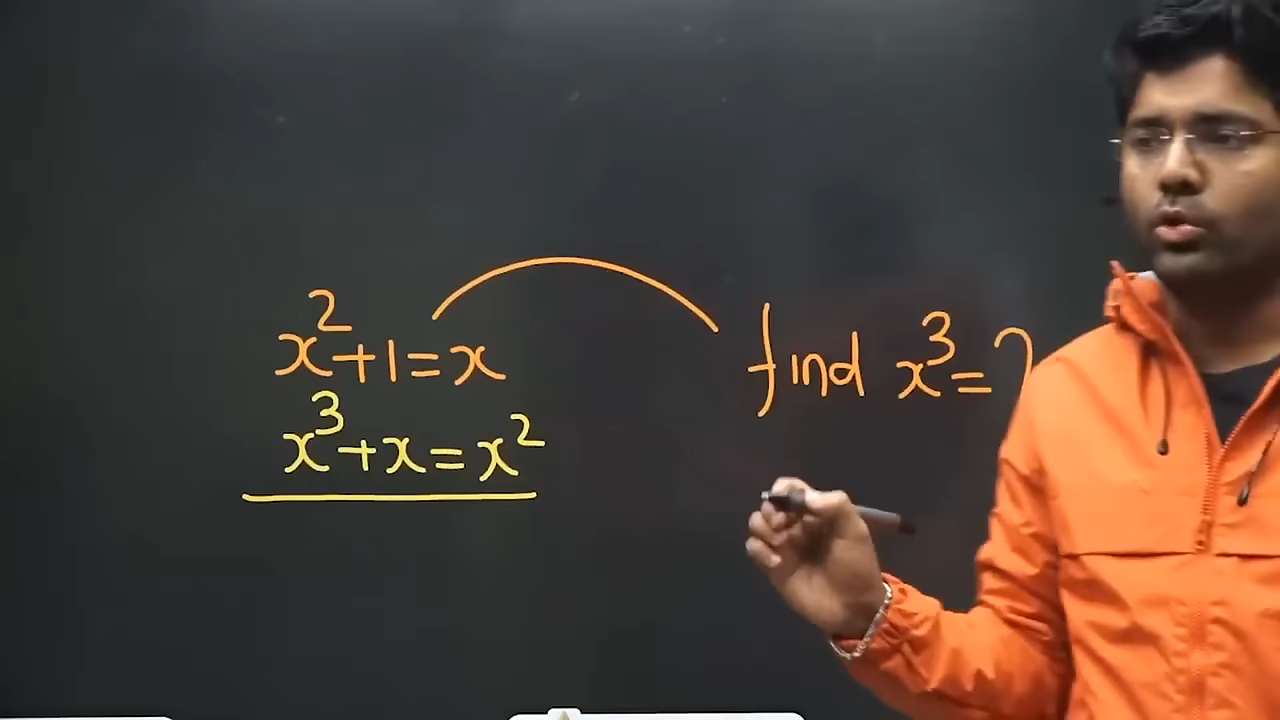 x²+1=x
find x³=?
x³+x=x²